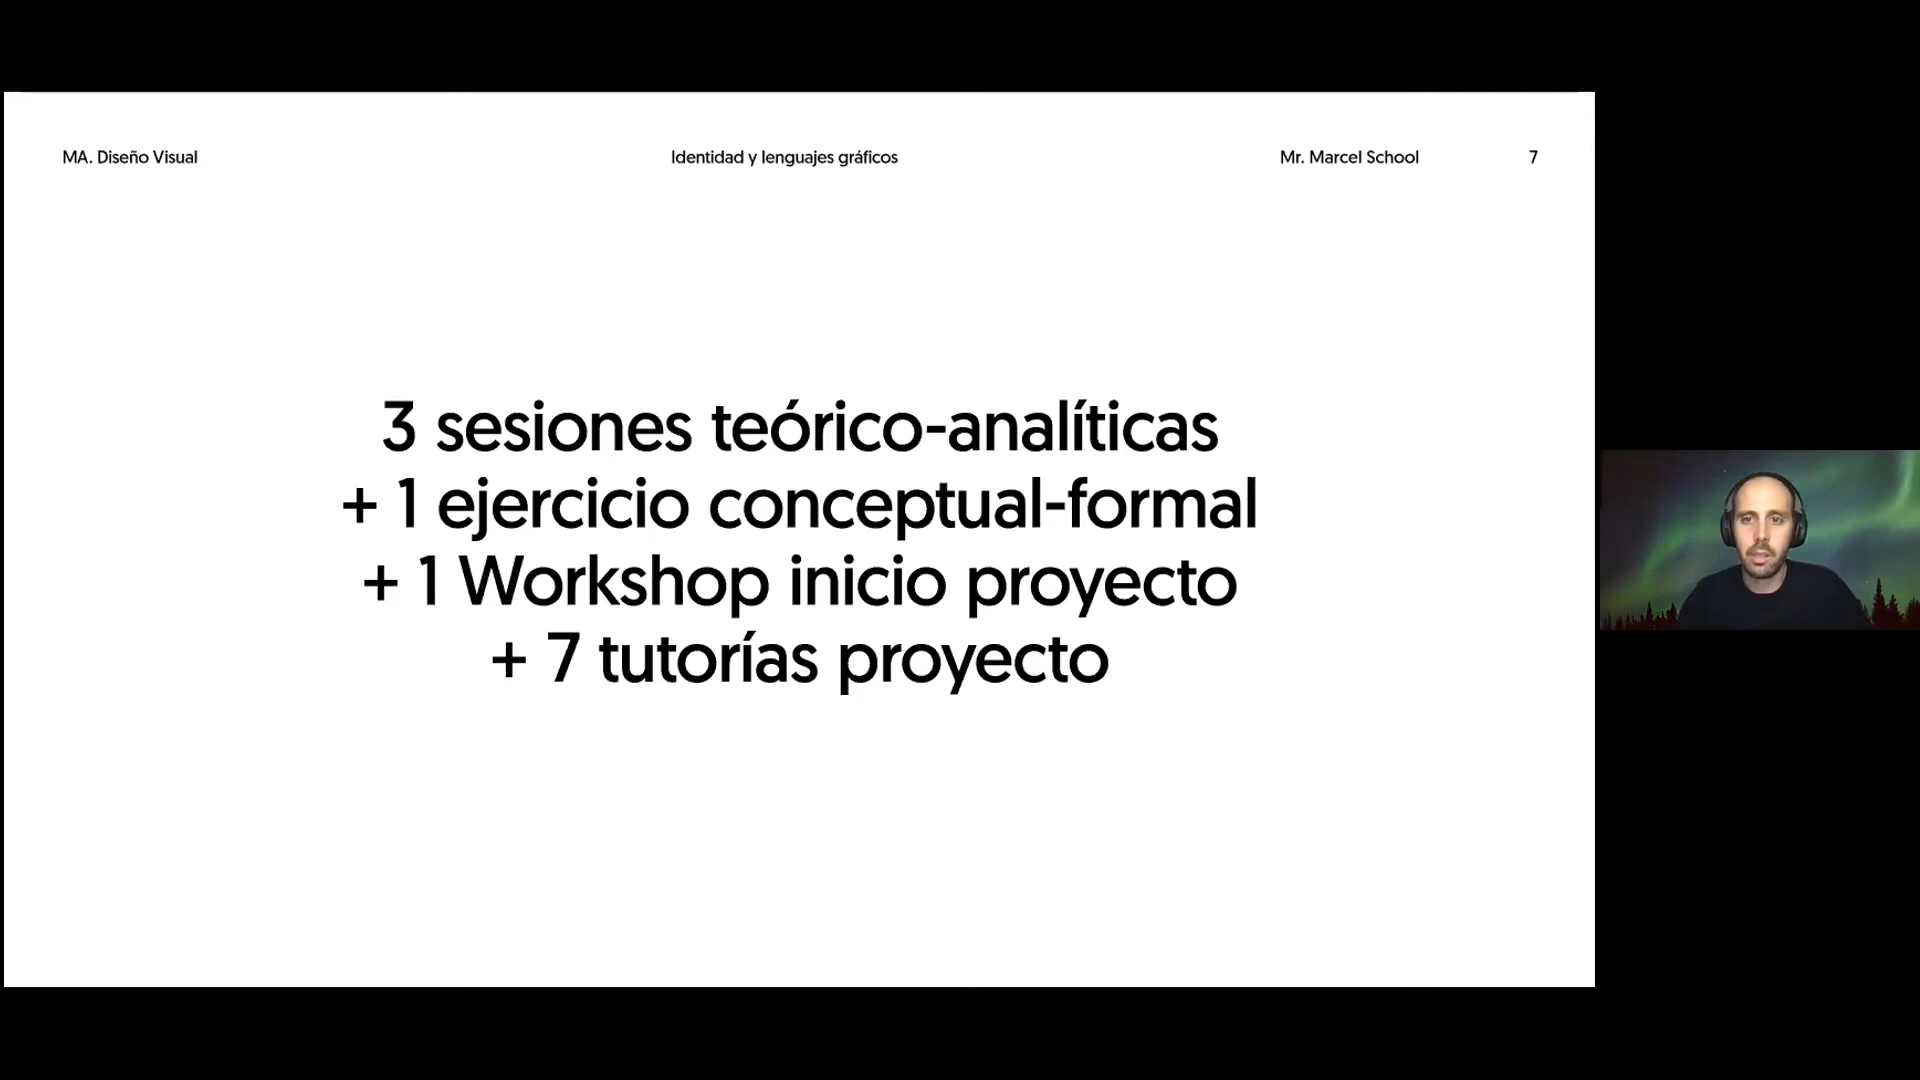 MA. Diseño Visual
Identidad y lenguajes gráficos
Mr. Marcel School
7
3 sesiones teórico-analíticas
+ 1 ejercicio conceptual-formal
+ 1 Workshop inicio proyecto
+ 7 tutorías proyecto